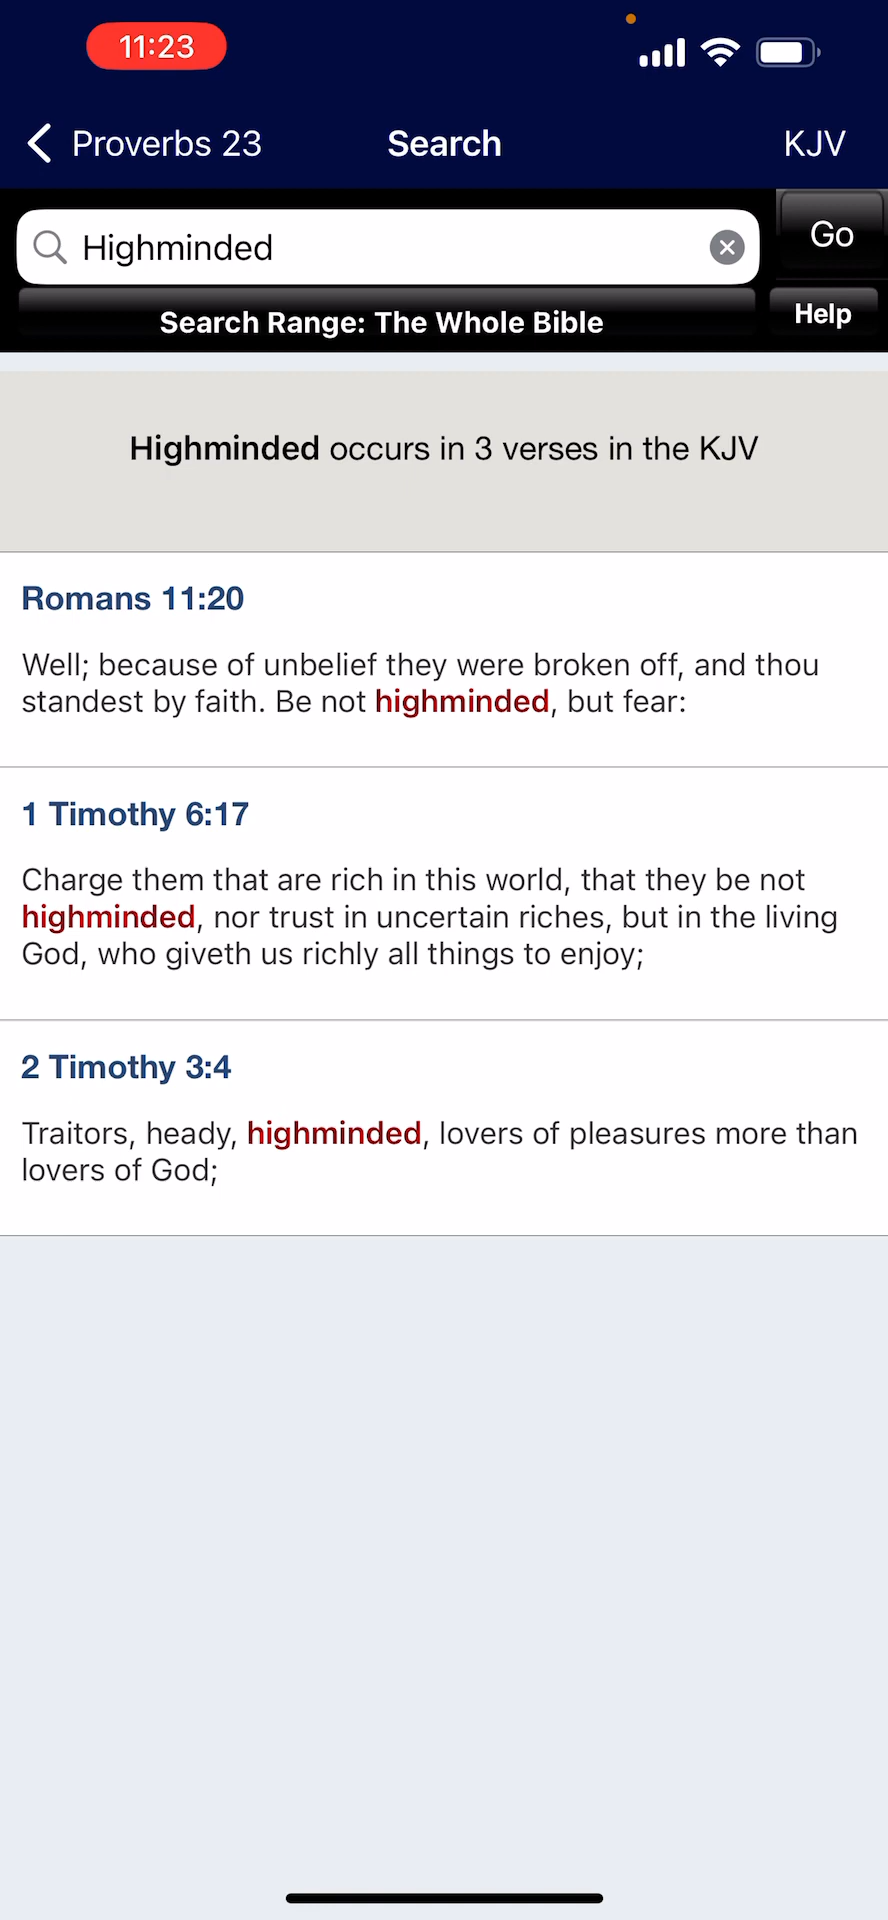 11:23
Proverbs 23
Search
KJV
Highminded
Go
Search Range: The Whole Bible
Help
Highminded occurs in 3 verses in the KJV
Romans 11:20
Well; because of unbelief they were broken off, and thou
standest by faith. Be not highminded, but fear:
1 Timothy 6:17
Charge them that are rich in this world, that they be not
highminded, nor trust in uncertain riches, but in the living
God, who giveth us richly all things to enjoy;
2 Timothy 3:4
Traitors, heady, highminded, lovers of pleasures more than
lovers of God;